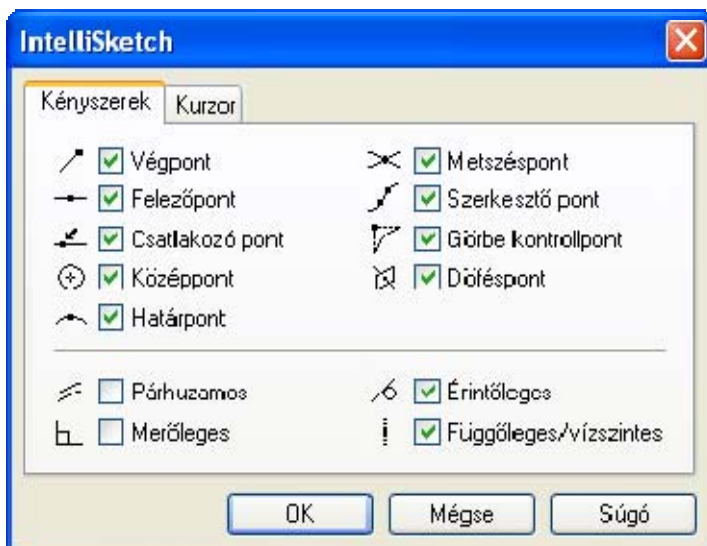 IntelliSketch
Kényszerek
Kurzor
Végpont
Metszéspont
Felezőpont
Szerkesztő pont
Csatlakozó pont
Görbe kontrollpont
Középpont
Döféspont
Határpont
Párhuzamos
Érintőleges
Merőleges
Függőleges/vízszintes
OK
Mégse
Súgó